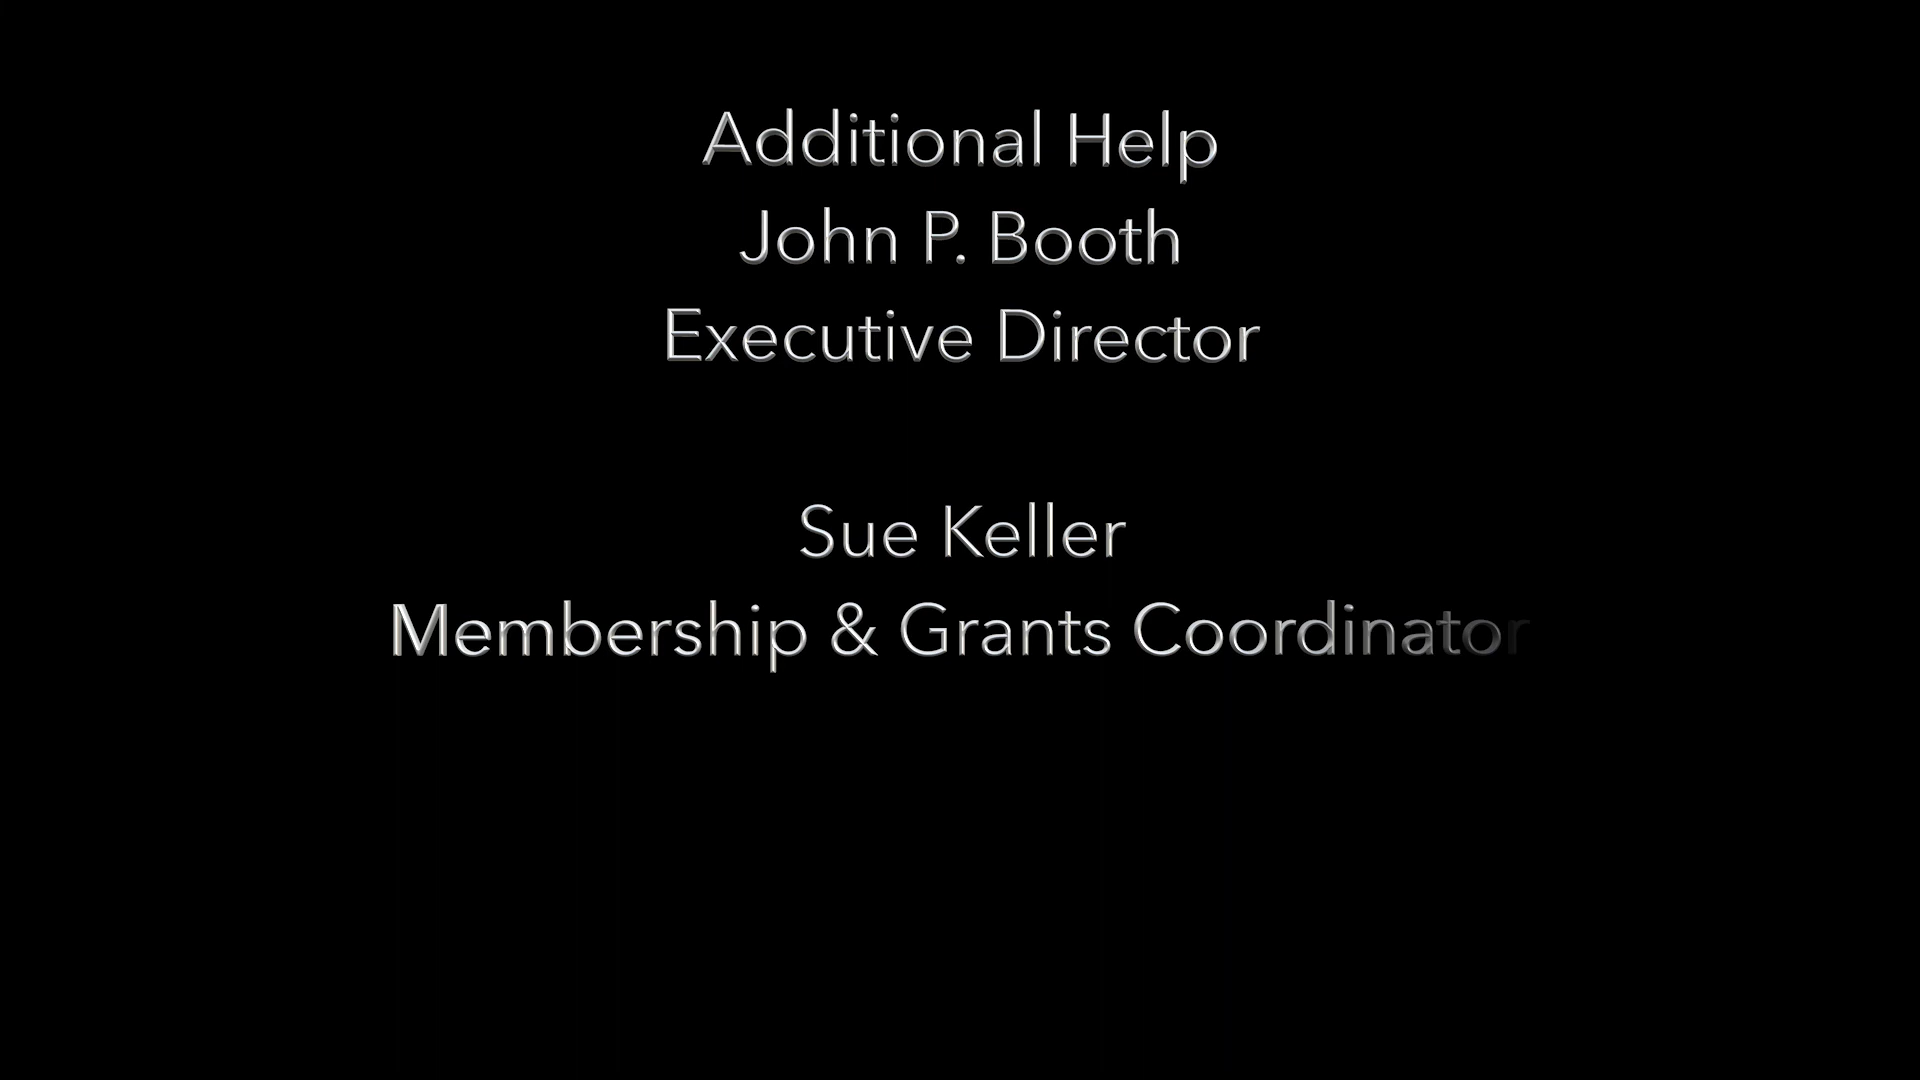 Additional Help
John P. Booth
Executive Director
Sue Keller
Membership & Grants Coordinator